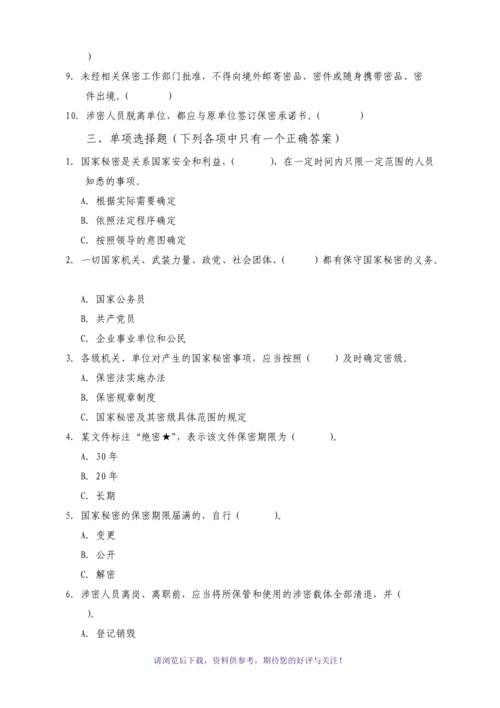 ）
9. 未经相关保密工作部门批准，不得向境外邮寄密品、密件或随身携带密品、密
件出境。（　　）
10. 涉密人员脱离单位，都应与原单位签订保密承诺书。（　　）
三、单项选择题（下列各项中只有一个正确答案）
1. 国家秘密是关系国家安全和利益，（　　），在一定时间内只限一定范围的人员
知悉的事项。
A. 根据实际需要确定
B. 依照法定程序确定
C. 按照领导的意图确定
2. 一切国家机关、武装力量、政党、社会团体、（　　）都有保守国家秘密的义务。
A. 国家公务员
B. 共产党员
C. 企业事业单位和公民
3. 各级机关、单位对产生的国家秘密事项，应当按照（　　）及时确定密级。
A. 保密法实施办法
B. 保密规章制度
C. 国家秘密及其密级具体范围的规定
4. 某文件标注“绝密★”，表示该文件保密期限为（　　）。
A. 30年
B. 20年
C. 长期
5. 国家秘密的保密期限届满的，自行（　　）。
A. 变更
B. 公开
C. 解密
6. 涉密人员离岗、离职前，应当将所保管和使用的涉密载体全部清退，并（
）。
A. 登记销毁
请浏览后下载，资料供参考，期待您的好评与关注！